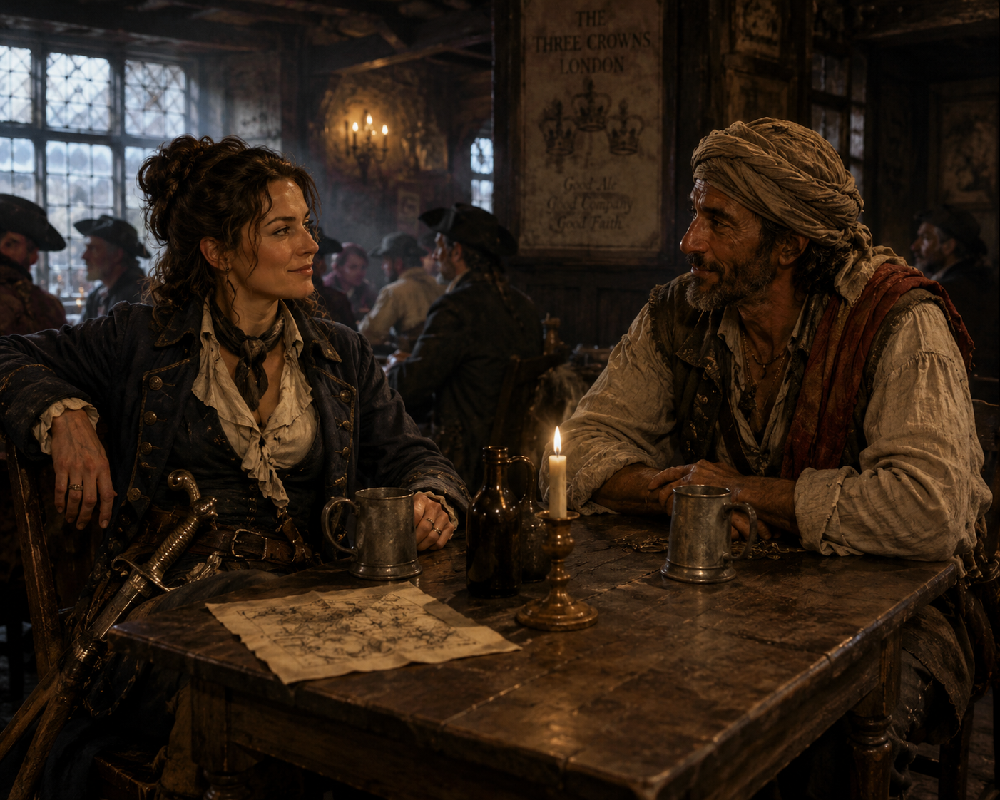 THE
THREE CROWNS
LONDON
Good Ale
Good Company
Good Faith